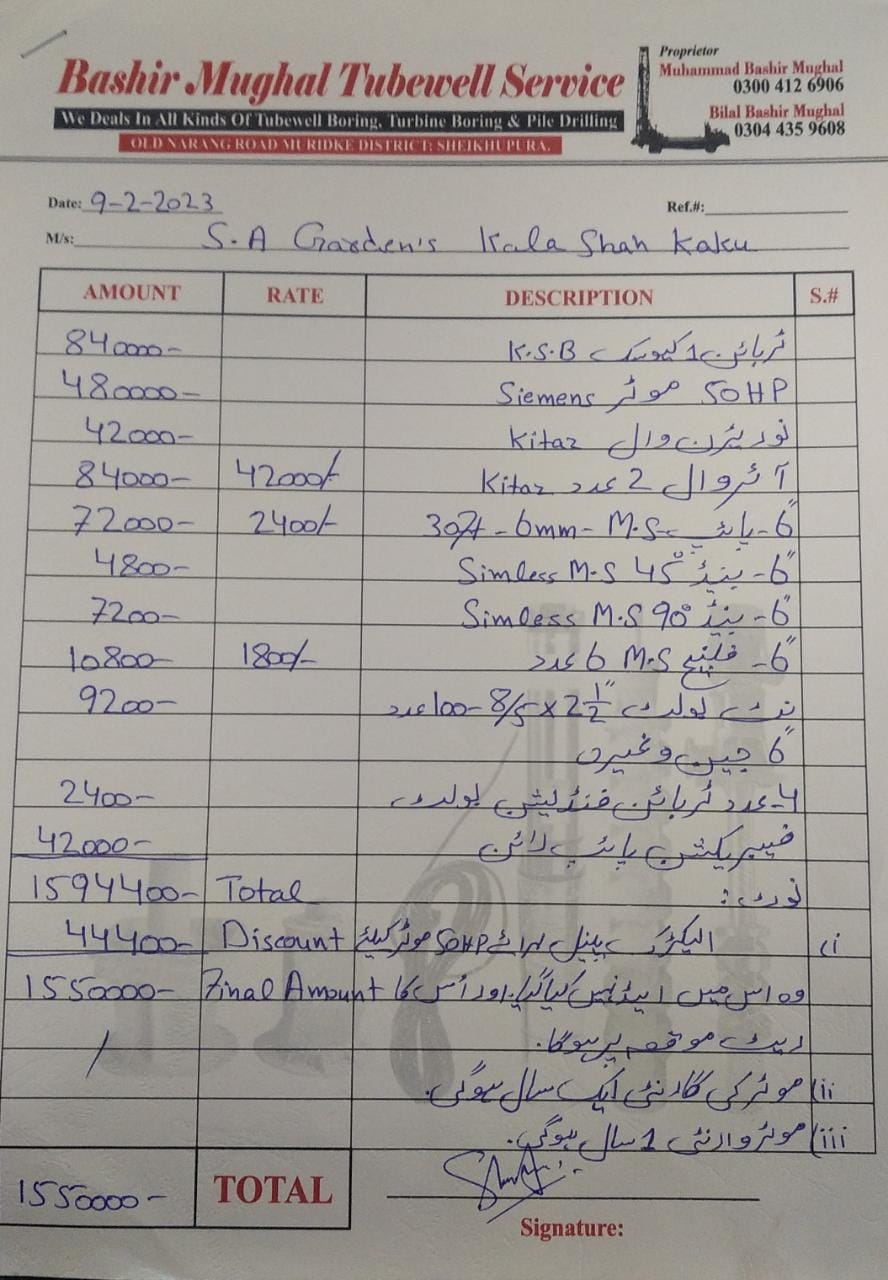 Bashir Mughal Tubewell Service
We Deals In All Kinds Of Tubewell Boring, Turbine Boring & Pile Drilling
OLD NARANG ROAD MURIDKE DISTRICT: SHEIKHUPURA.
Proprietor
Muhammad Bashir Mughal
0300 412 6906
Bilal Bashir Mughal
0304 435 9608
Date: 9-2-2023 Ref.#:
M/s: S.A Garden's Kala Shah Kaku
AMOUNT RATE DESCRIPTION S.#
840000- ٹربائن 1 کیوسک K.S.B
480000- 50HP موٹر Siemens
42000- نوریٹرن وال Kitaz
84000- 42000/- آئروال 2 عدد Kitaz
72000- 2400/- 6" - پائپ - M.S - 6mm - 30ft
4800- 6" - بینڈ 45° Simless M.S
7200- 6" - بینڈ 90° Simless M.S
10800- 1800/- 6" - فلینج M.S 6 عدد
9200- نٹ بولٹ 2 1/2" x 8/5 - 100 عدد
6" جین وغیرہ
2400- 4 - عدد ٹربائن فنڈیشن بولٹ
42000- فیبریکیشن پائپ لائن
1594400- Total نوٹ:
44400- Discount الیکٹرک پینل برائے 50HP موٹر کیلئے i)
1550000- Final Amount وہ اس میں ایڈ نہیں کیا گیا۔ اور اُس کا
ریٹ موقعہ پر ہوگا۔
ii) موٹر کی گارنٹی ایک سال ہوگی۔
iii) موٹر وارنٹی 1 سال ہوگی۔
1550000- TOTAL
Signature: